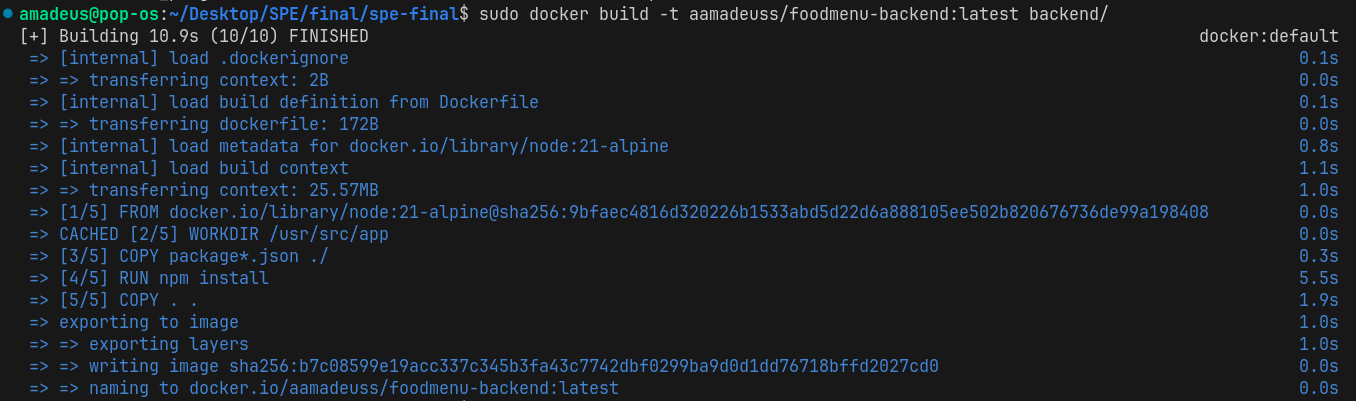 amadeus@pop-os:~/Desktop/SPE/final/spe-final$ sudo docker build -t aamadeuss/foodmenu-backend:latest backend/
[+] Building 10.9s (10/10) FINISHED docker:default
=> [internal] load .dockerignore 0.1s
=> => transferring context: 2B 0.0s
=> [internal] load build definition from Dockerfile 0.1s
=> => transferring dockerfile: 172B 0.0s
=> [internal] load metadata for docker.io/library/node:21-alpine 0.8s
=> [internal] load build context 1.1s
=> => transferring context: 25.57MB 1.0s
=> [1/5] FROM docker.io/library/node:21-alpine@sha256:9bfaec4816d320226b1533abd5d22d6a888105ee502b820676736de99a198408 0.0s
=> CACHED [2/5] WORKDIR /usr/src/app 0.0s
=> [3/5] COPY package*.json ./ 0.3s
=> [4/5] RUN npm install 5.5s
=> [5/5] COPY . . 1.9s
=> exporting to image 1.0s
=> => exporting layers 1.0s
=> => writing image sha256:b7c08599e19acc337c345b3fa43c7742dbf0299ba9d0d1dd76718bffd2027cd0 0.0s
=> => naming to docker.io/aamadeuss/foodmenu-backend:latest 0.0s